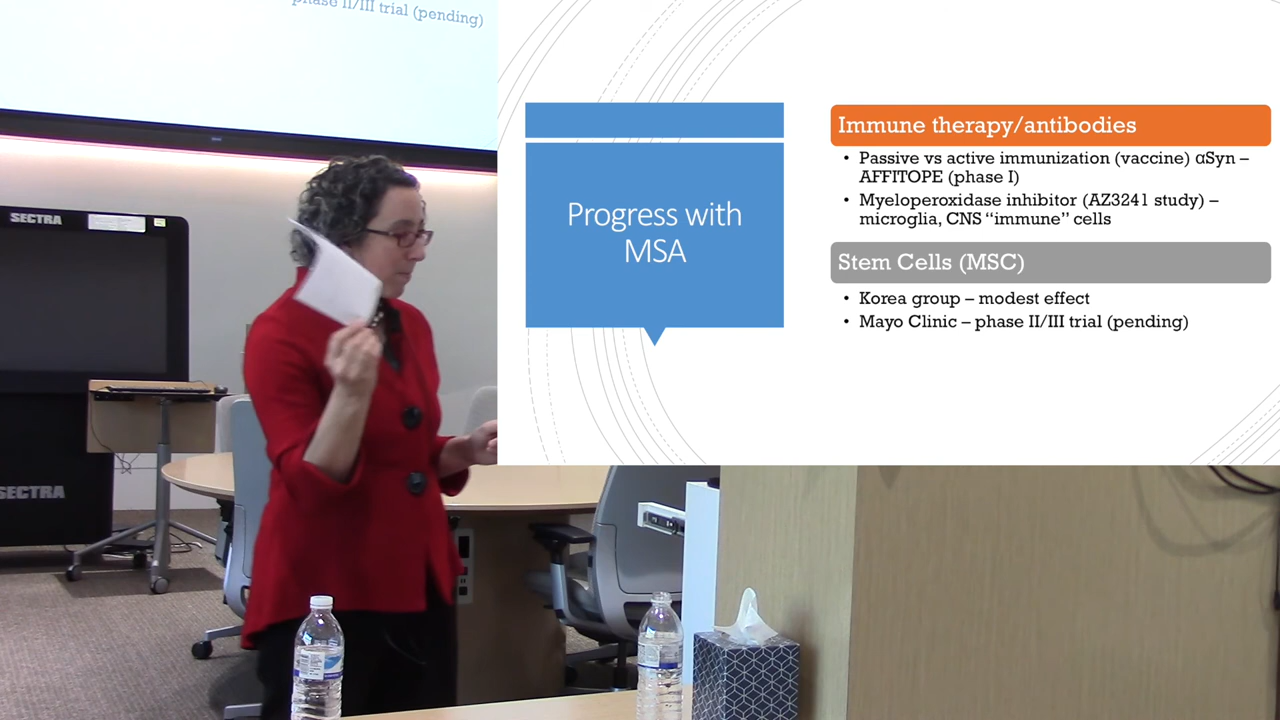 phase II/III trial (pending)
SECTRA
SECTRA
Progress with
MSA
Immune therapy/antibodies
• Passive vs active immunization (vaccine) αSyn –
AFFITOPE (phase I)
• Myeloperoxidase inhibitor (AZ3241 study) –
microglia, CNS “immune” cells
Stem Cells (MSC)
• Korea group – modest effect
• Mayo Clinic – phase II/III trial (pending)